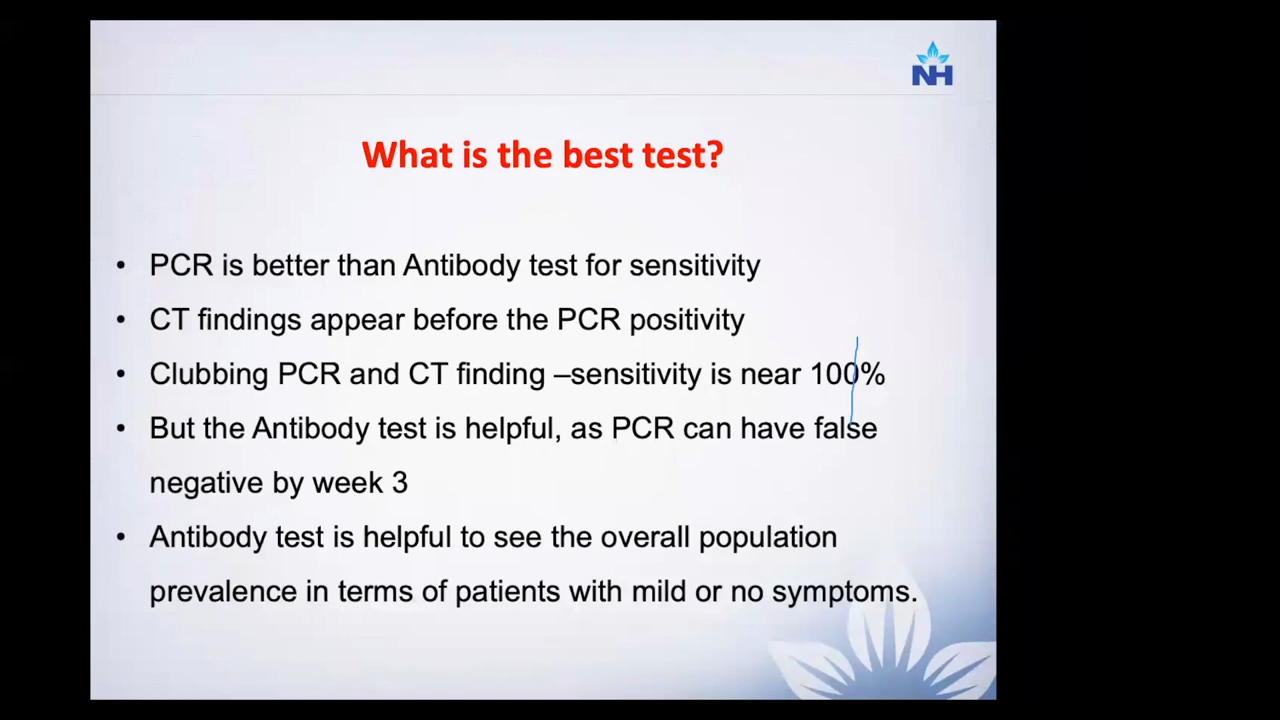 NH
What is the best test?
• PCR is better than Antibody test for sensitivity
• CT findings appear before the PCR positivity
• Clubbing PCR and CT finding –sensitivity is near 100%
• But the Antibody test is helpful, as PCR can have false
negative by week 3
• Antibody test is helpful to see the overall population
prevalence in terms of patients with mild or no symptoms.